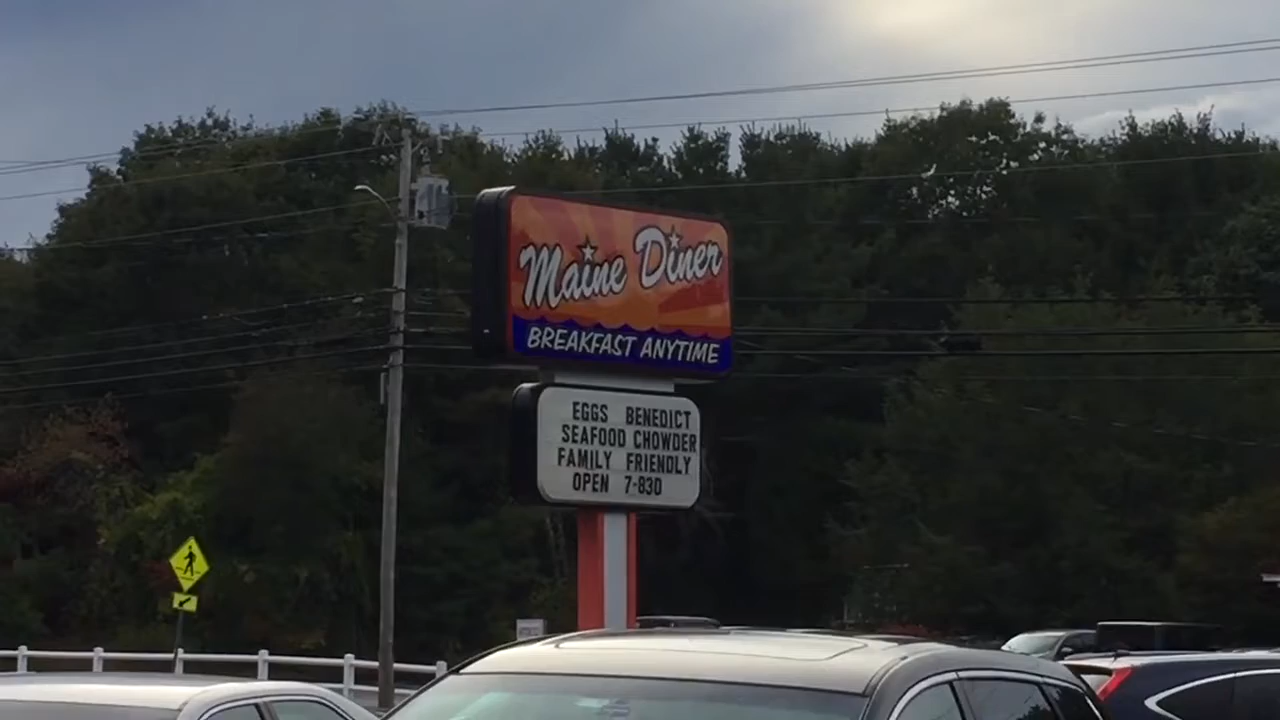 Maine Diner
BREAKFAST ANYTIME
EGGS BENEDICT
SEAFOOD CHOWDER
FAMILY FRIENDLY
OPEN 7-830